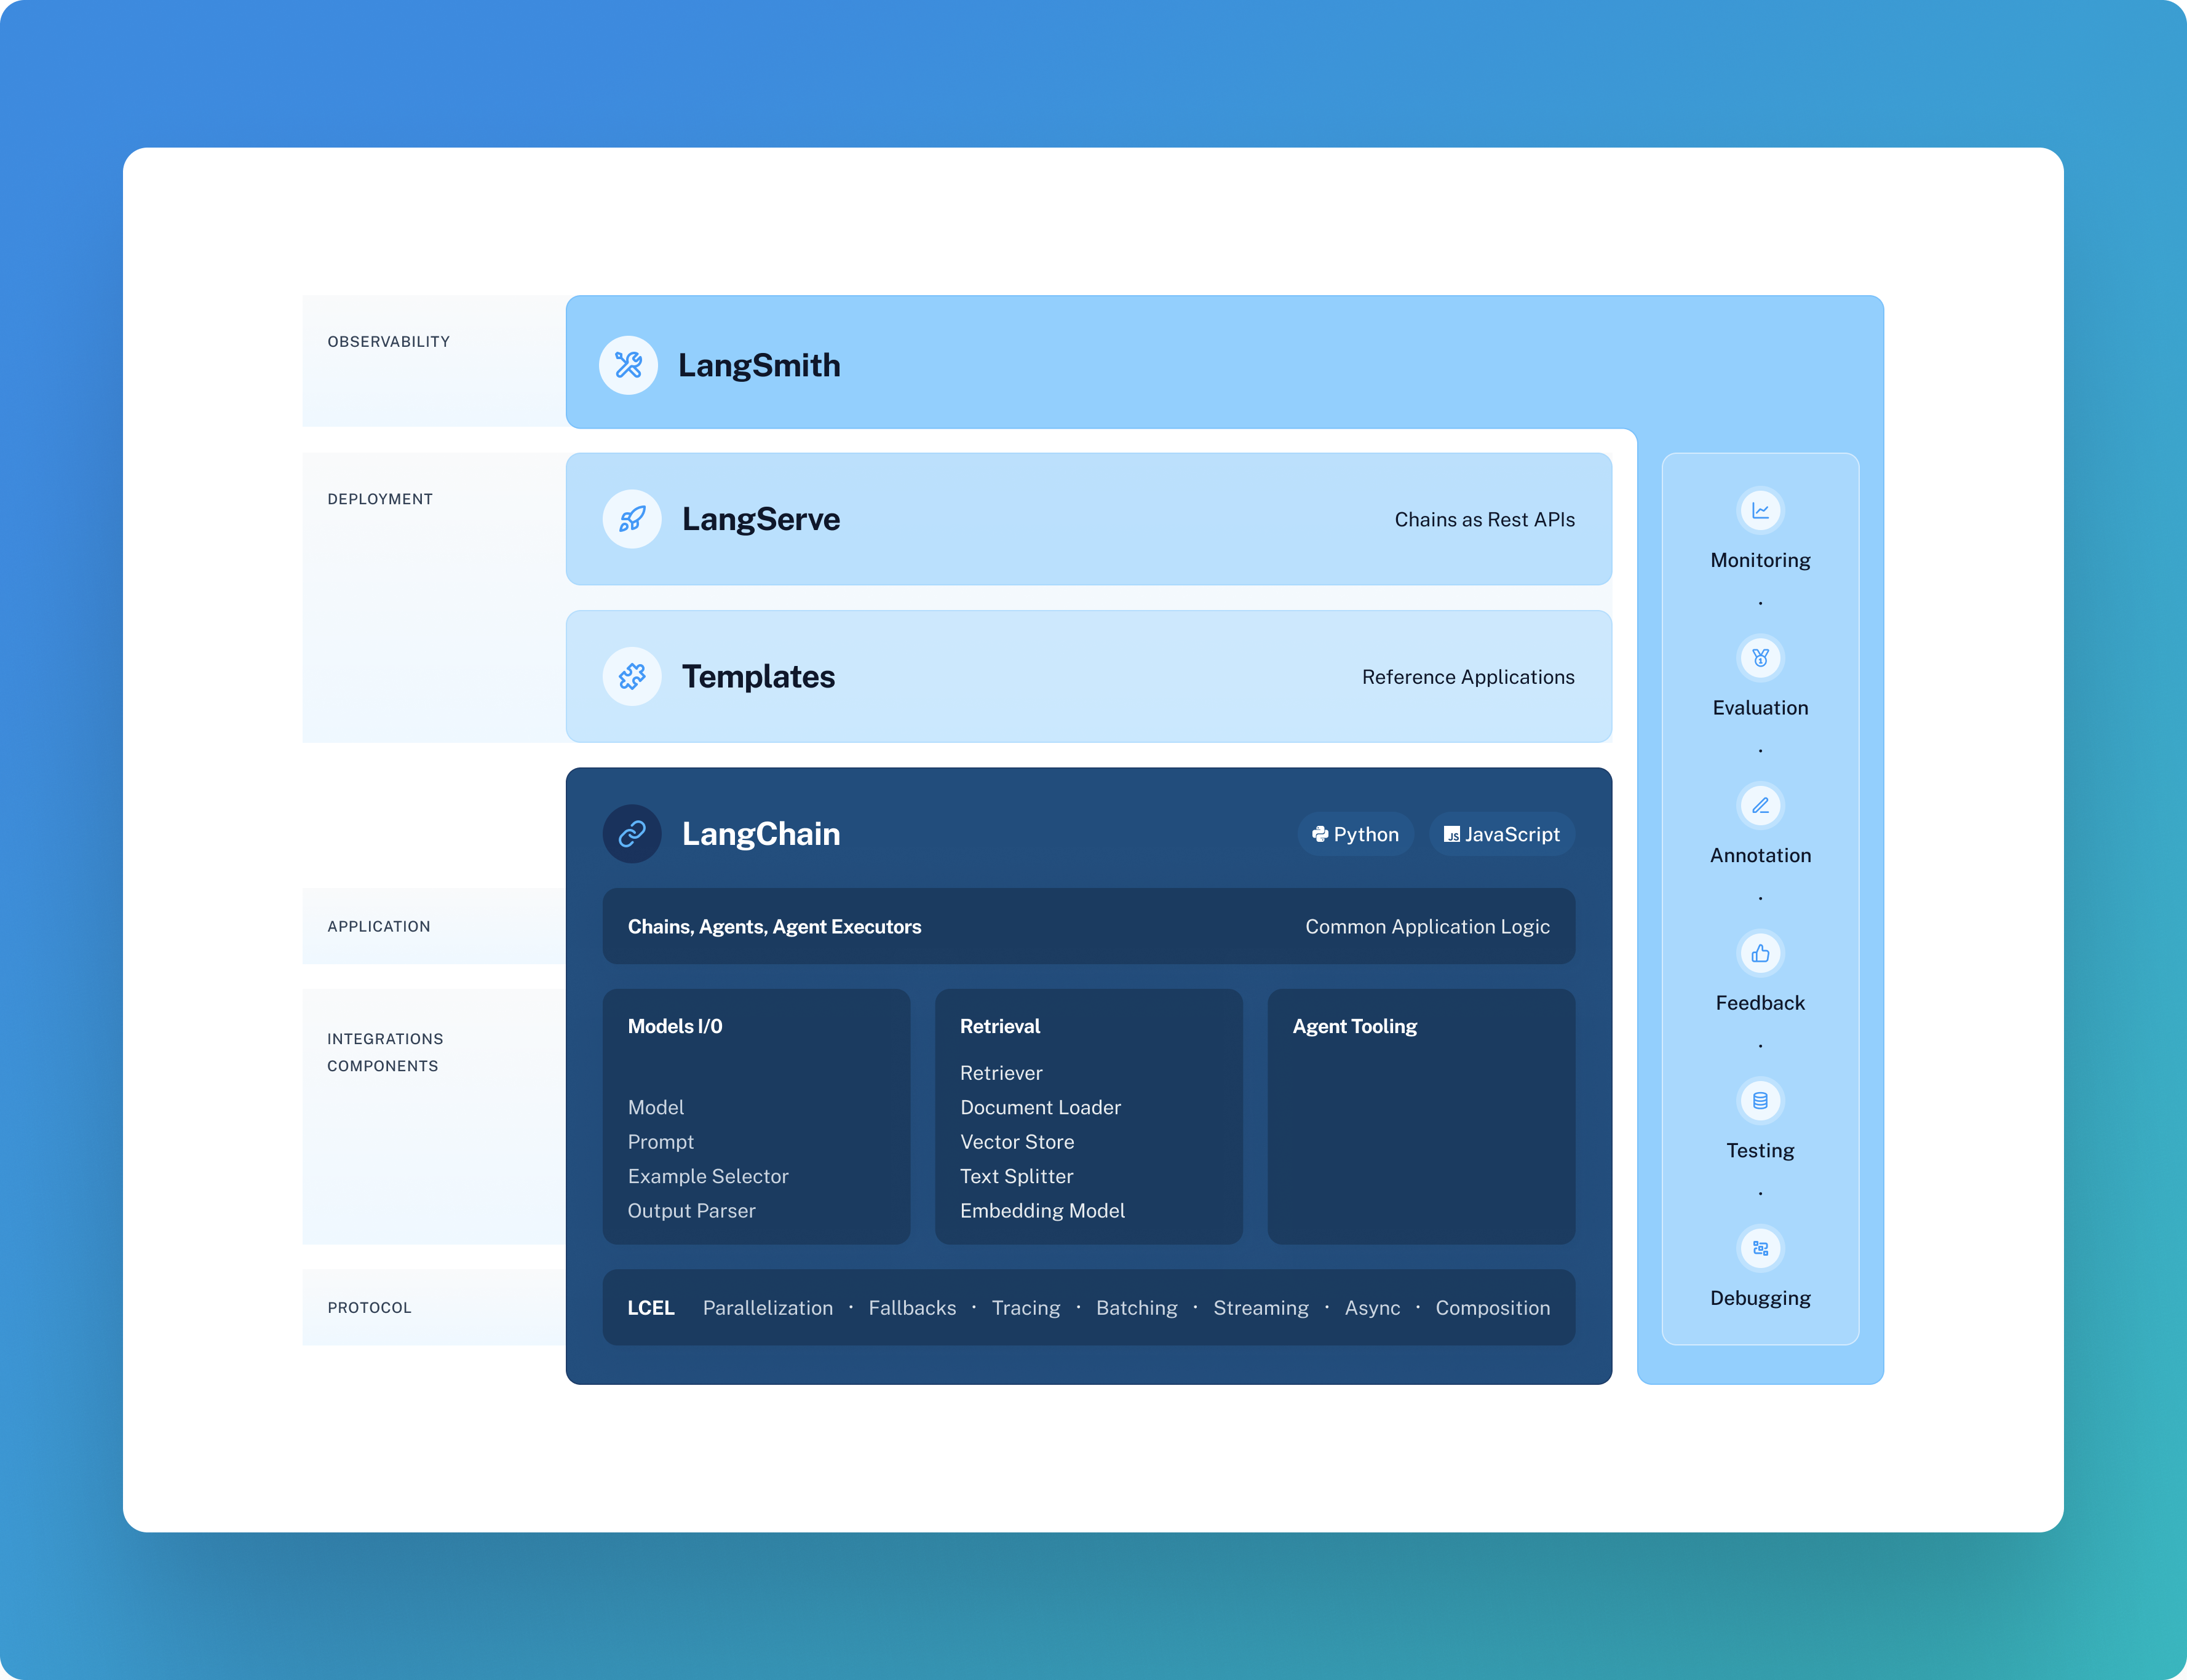 OBSERVABILITY
LangSmith
DEPLOYMENT
LangServe
Chains as Rest APIs
Templates
Reference Applications
LangChain
Python
JavaScript
JS
APPLICATION
Chains, Agents, Agent Executors
Common Application Logic
INTEGRATIONS
COMPONENTS
Models I/0
Model
Prompt
Example Selector
Output Parser
Retrieval
Retriever
Document Loader
Vector Store
Text Splitter
Embedding Model
Agent Tooling
PROTOCOL
LCEL Parallelization · Fallbacks · Tracing · Batching · Streaming · Async · Composition
Monitoring
·
1
Evaluation
·
Annotation
·
Feedback
·
Testing
·
Debugging